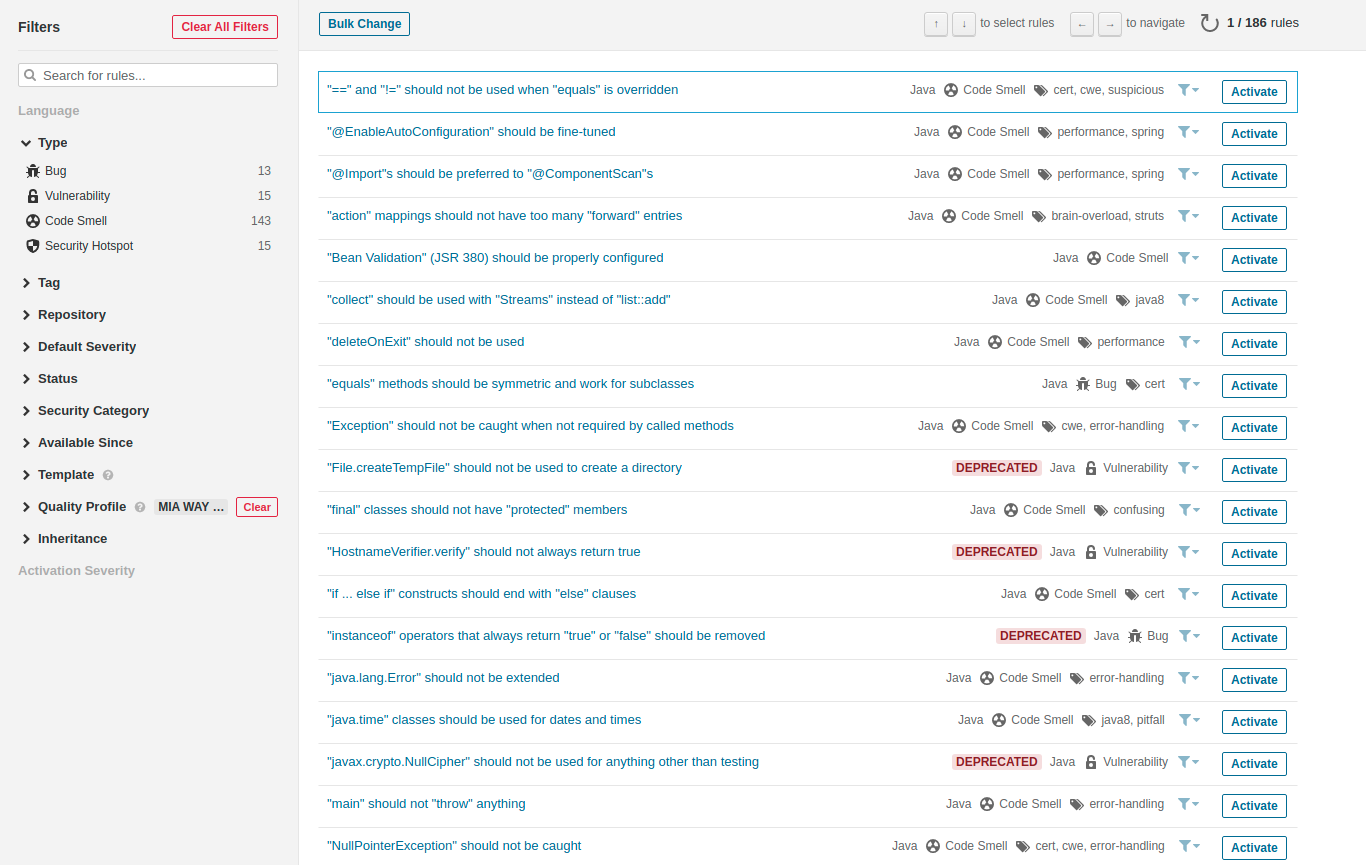 Filters
Clear All Filters
Search for rules...
Language
Type
Bug 13
Vulnerability 15
Code Smell 143
Security Hotspot 15
Tag
Repository
Default Severity
Status
Security Category
Available Since
Template ?
Quality Profile ? MIA WAY ... Clear
Inheritance
Activation Severity
Bulk Change
↑ ↓ to select rules ← → to navigate 1 / 186 rules
"==" and "!=" should not be used when "equals" is overridden Java Code Smell cert, cwe, suspicious Activate
"@EnableAutoConfiguration" should be fine-tuned Java Code Smell performance, spring Activate
"@Import"s should be preferred to "@ComponentScan"s Java Code Smell performance, spring Activate
"action" mappings should not have too many "forward" entries Java Code Smell brain-overload, struts Activate
"Bean Validation" (JSR 380) should be properly configured Java Code Smell Activate
"collect" should be used with "Streams" instead of "list::add" Java Code Smell java8 Activate
"deleteOnExit" should not be used Java Code Smell performance Activate
"equals" methods should be symmetric and work for subclasses Java Bug cert Activate
"Exception" should not be caught when not required by called methods Java Code Smell cwe, error-handling Activate
"File.createTempFile" should not be used to create a directory DEPRECATED Java Vulnerability Activate
"final" classes should not have "protected" members Java Code Smell confusing Activate
"HostnameVerifier.verify" should not always return true DEPRECATED Java Vulnerability Activate
"if ... else if" constructs should end with "else" clauses Java Code Smell cert Activate
"instanceof" operators that always return "true" or "false" should be removed DEPRECATED Java Bug Activate
"java.lang.Error" should not be extended Java Code Smell error-handling Activate
"java.time" classes should be used for dates and times Java Code Smell java8, pitfall Activate
"javax.crypto.NullCipher" should not be used for anything other than testing DEPRECATED Java Vulnerability Activate
"main" should not "throw" anything Java Code Smell error-handling Activate
"NullPointerException" should not be caught Java Code Smell cert, cwe, error-handling Activate